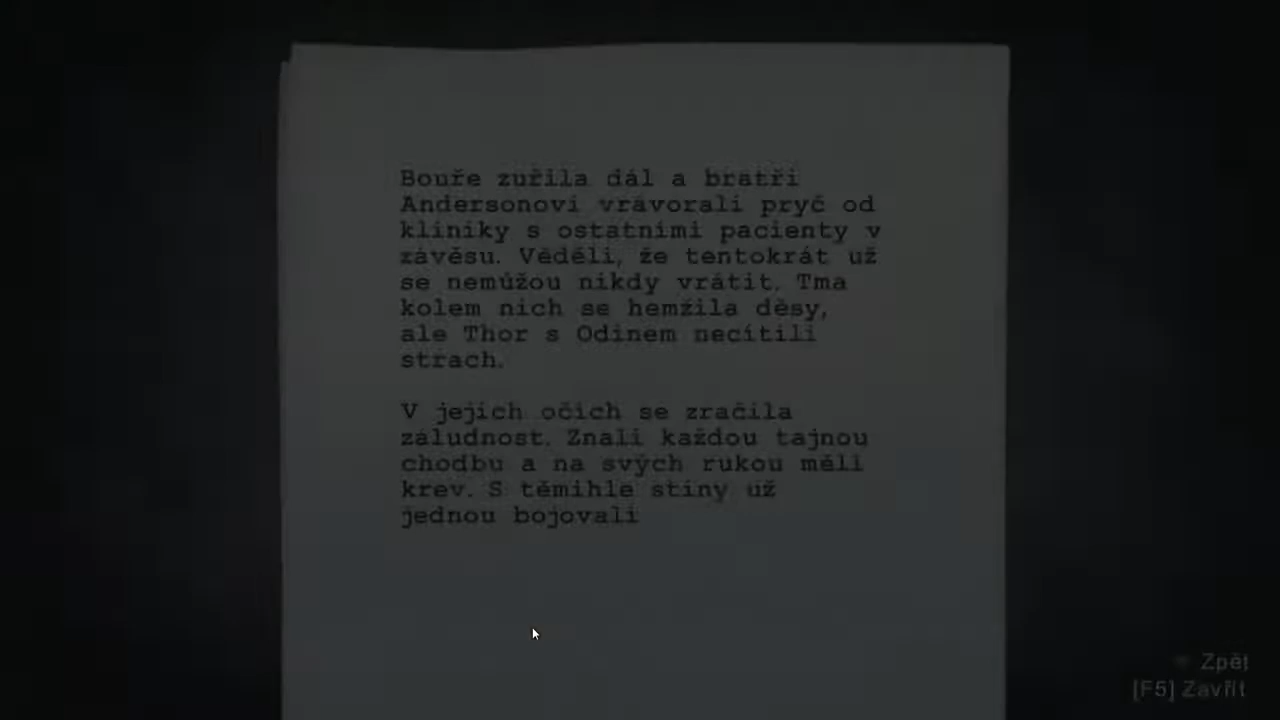 Bouře zuřila dál a bratři
Andersonovi vrávorali pryč od
kliniky s ostatními pacienty v
závěsu. Věděli, že tentokrát už
se nemůžou nikdy vrátit. Tma
kolem nich se hemžila děsy,
ale Thor s Odinem necítili
strach.
V jejich očích se zračila
záludnost. Znali každou tajnou
chodbu a na svých rukou měli
krev. S těmihle stíny už
jednou bojovali
Zpět
[F5] Zavřít